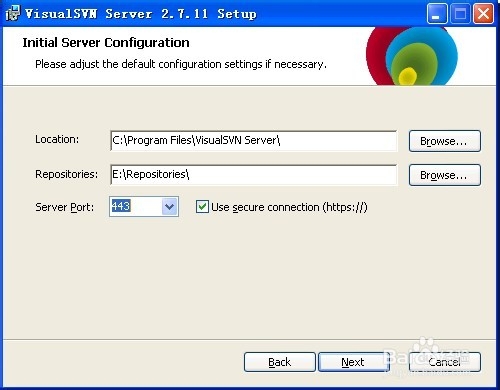 VisualSVN Server 2.7.11 Setup
Initial Server Configuration
Please adjust the default configuration settings if necessary.
Location: C:\Program Files\VisualSVN Server\ Browse...
Repositories: E:\Repositories\ Browse...
Server Port: 443 Use secure connection (https://)
Back Next Cancel